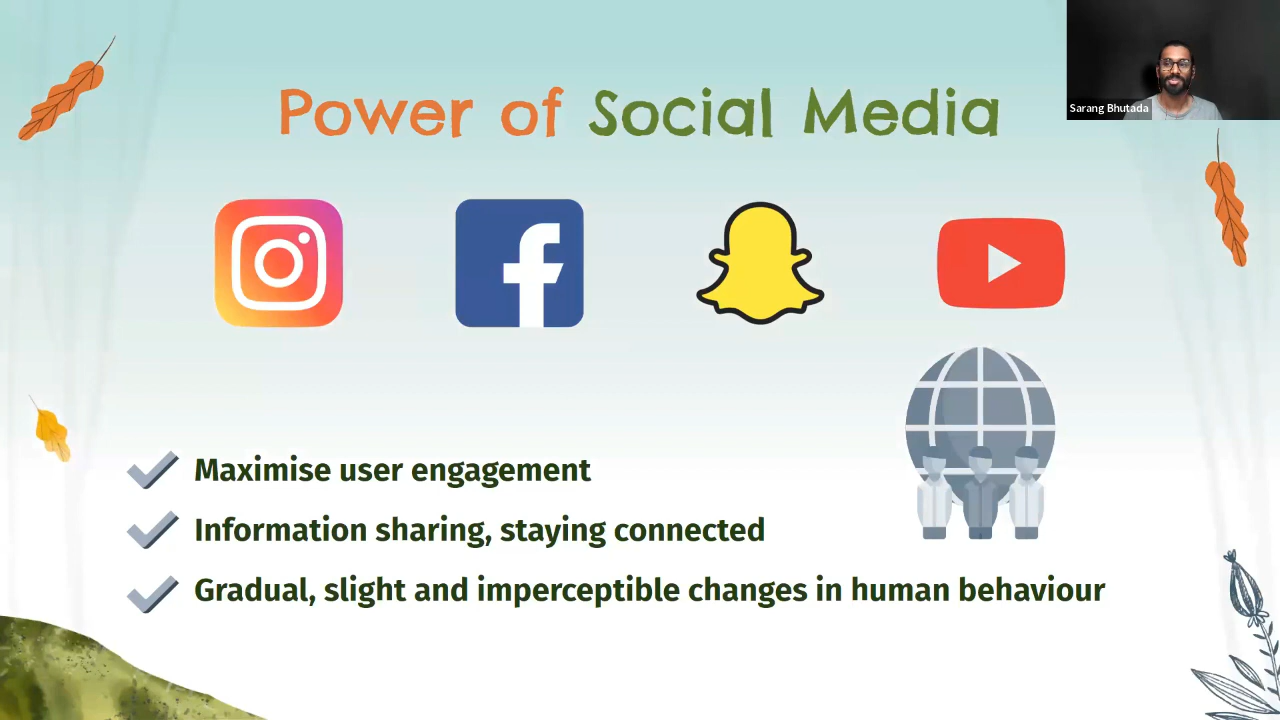 Power of Social Media
Sarang Bhutada
Maximise user engagement
Information sharing, staying connected
Gradual, slight and imperceptible changes in human behaviour